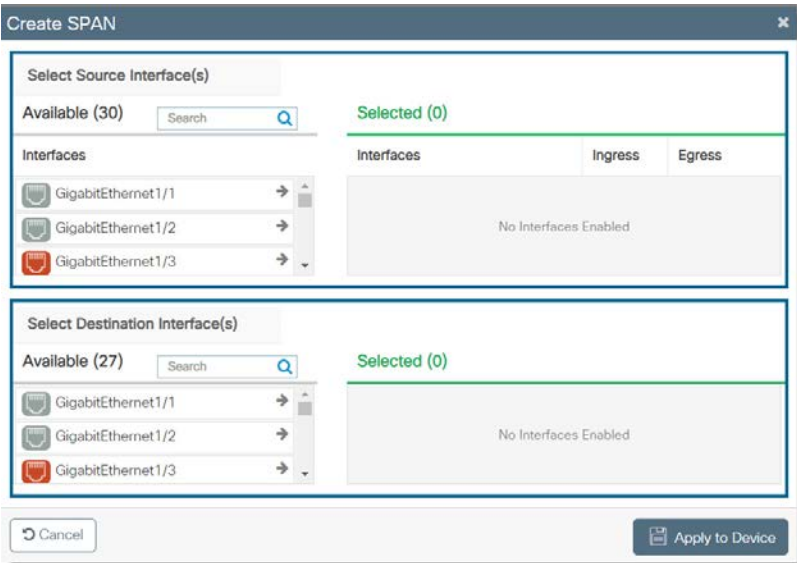 Create SPAN ×
Select Source Interface(s)
Available (30) Search Selected (0)
Interfaces Interfaces Ingress Egress
GigabitEthernet1/1
GigabitEthernet1/2
GigabitEthernet1/3
No Interfaces Enabled
Select Destination Interface(s)
Available (27) Search Selected (0)
GigabitEthernet1/1
GigabitEthernet1/2
GigabitEthernet1/3
No Interfaces Enabled
Cancel Apply to Device